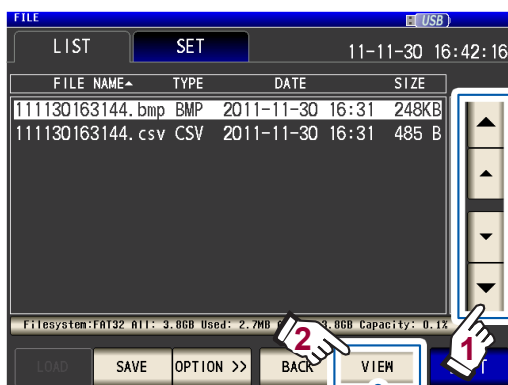 FILE USB
LIST SET 11-11-30 16:42:16
FILE NAME TYPE DATE SIZE
111130163144.bmp BMP 2011-11-30 16:31 248KB
111130163144.csv CSV 2011-11-30 16:31 485 B
Filesystem:FAT32 All: 3.8GB Used: 2.7MB 3.8GB Capacity: 0.1%
2 1
LOAD SAVE OPTION >> BACK VIEW